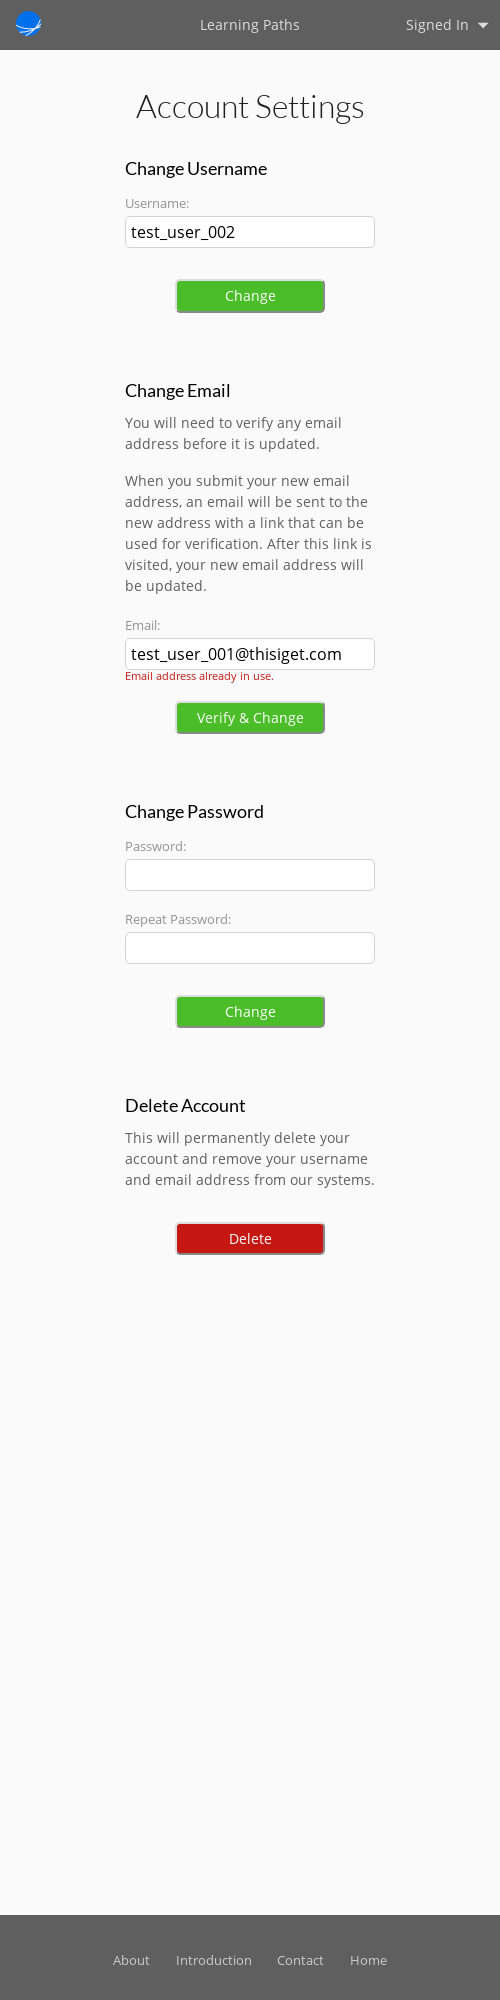 Learning Paths
Signed In
Account Settings
Change Username
Username:
test_user_002
Change
Change Email
You will need to verify any email
address before it is updated.
When you submit your new email
address, an email will be sent to the
new address with a link that can be
used for verification. After this link is
visited, your new email address will
be updated.
Email:
test_user_001@thisiget.com
Email address already in use.
Verify & Change
Change Password
Password:
Repeat Password:
Change
Delete Account
This will permanently delete your
account and remove your username
and email address from our systems.
Delete
About Introduction Contact Home